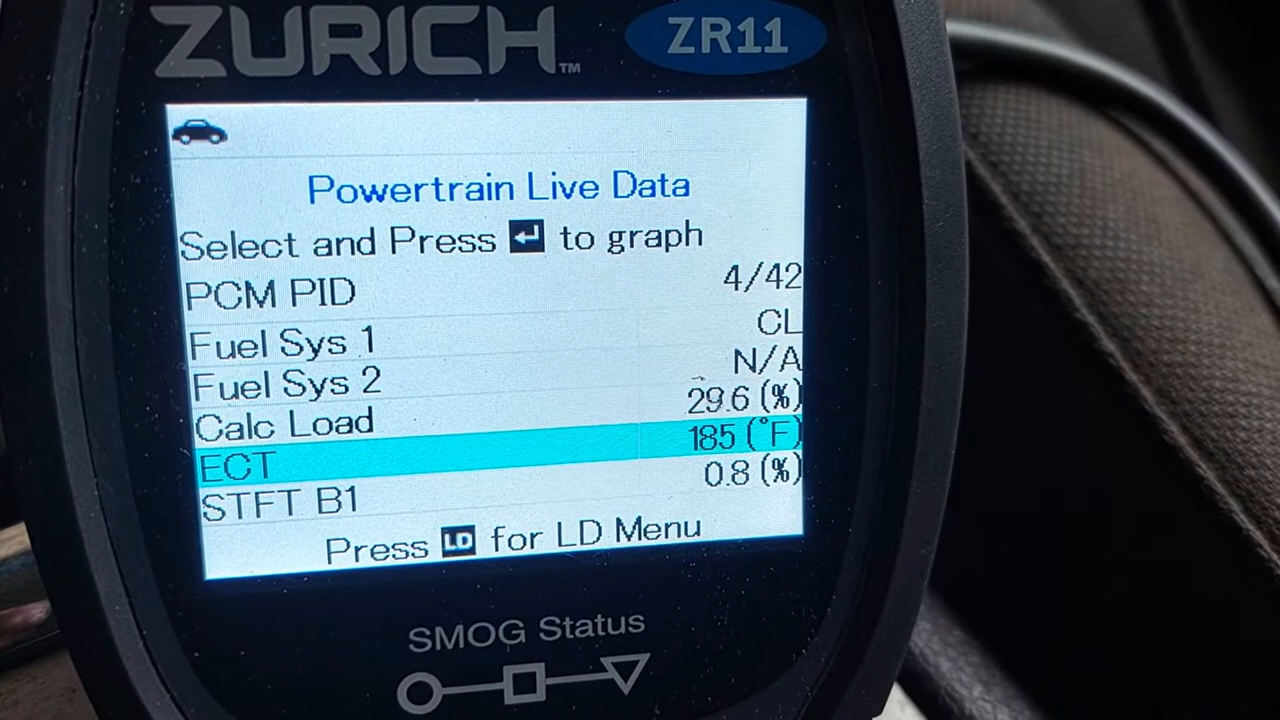 ZURICH™ ZR11
Powertrain Live Data
Select and Press ↵ to graph
PCM PID 4/42
Fuel Sys 1 CL
Fuel Sys 2 N/A
Calc Load 29.6 (%)
ECT 185 (°F)
STFT B1 0.8 (%)
Press LD for LD Menu
SMOG Status